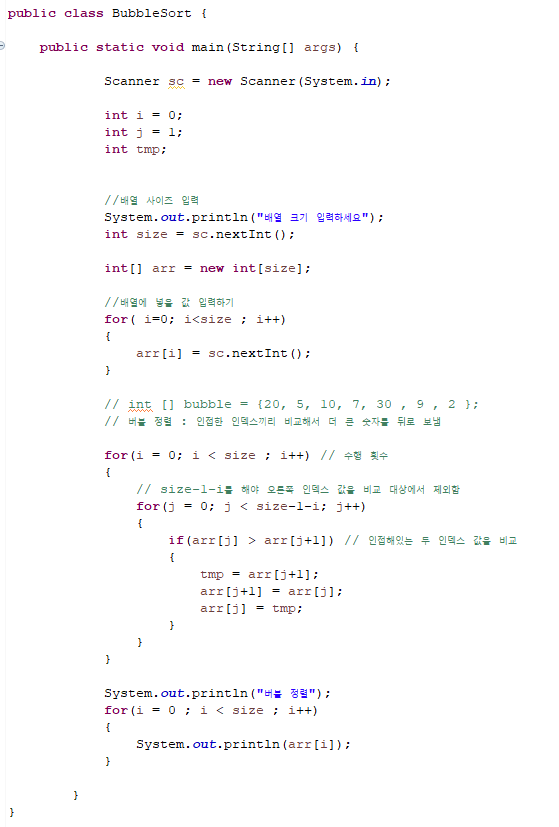 public class BubbleSort {
public static void main(String[] args) {
Scanner sc = new Scanner(System.in);
int i = 0;
int j = 1;
int tmp;
//배열 사이즈 입력
System.out.println("배열 크기 입력하세요");
int size = sc.nextInt();
int[] arr = new int[size];
//배열에 넣을 값 입력하기
for( i=0; i<size ; i++)
{
arr[i] = sc.nextInt();
}
// int [] bubble = {20, 5, 10, 7, 30 , 9 , 2 };
// 버블 정렬 : 인접한 인덱스끼리 비교해서 더 큰 숫자를 뒤로 보냄
for(i = 0; i < size ; i++) // 수행 횟수
{
// size-1-i를 해야 오른쪽 인덱스 값을 비교 대상에서 제외함
for(j = 0; j < size-1-i; j++)
{
if(arr[j] > arr[j+1]) // 인접해있는 두 인덱스 값을 비교
{
tmp = arr[j+1];
arr[j+1] = arr[j];
arr[j] = tmp;
}
}
}
System.out.println("버블 정렬");
for(i = 0 ; i < size ; i++)
{
System.out.println(arr[i]);
}
}
}